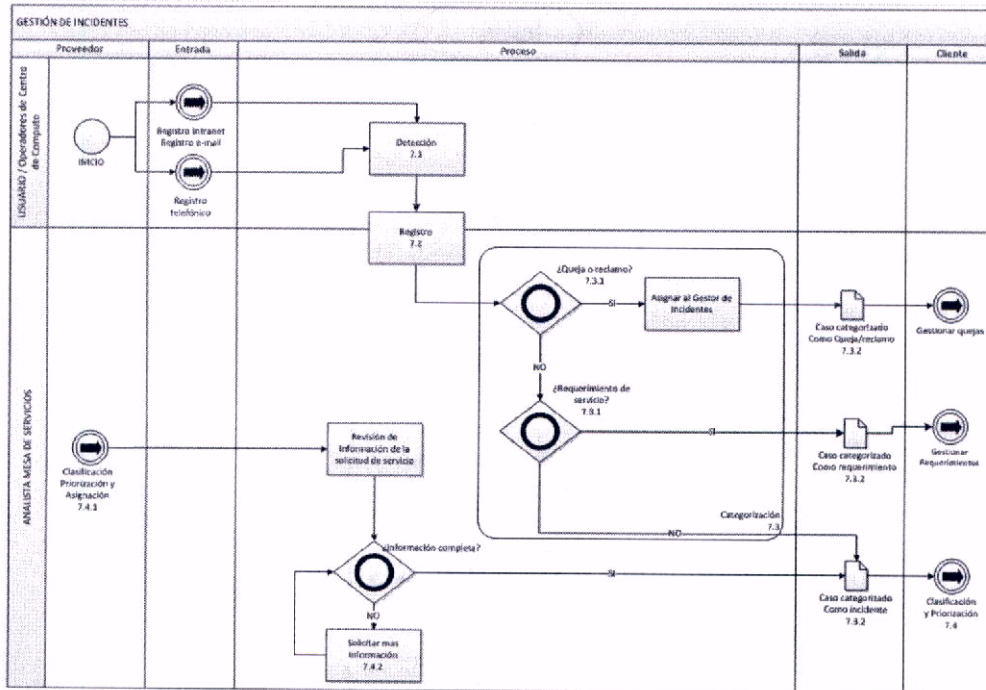 GESTIÓN DE INCIDENTES
Proveedor
Entrada
Proceso
Salida
Cliente
USUARIO / Operadores de Centro
de Computo
INICIO
Registro Intranet
Registro e-mail
Registro
telefónico
Detección
7.1
Registro
7.2
ANALISTA MESA DE SERVICIOS
¿Queja o reclamo?
7.3.1
SI
Asignar al Gestor de
Incidentes
Caso categorizado
Como Queja/reclamo
7.3.2
Gestionar quejas
NO
¿Requerimiento de
servicio?
7.3.1
SI
Caso categorizado
Como requerimiento
7.3.2
Gestionar
Requerimientos
Categorización
7.3
NO
Clasificación
Priorización y
Asignación
7.4.1
Revisión de
Información de la
solicitud de servicio
¿Información completa?
SI
NO
Solicitar mas
información
7.4.2
Caso categorizado
Como incidente
7.3.2
Clasificación
y Priorización
7.4